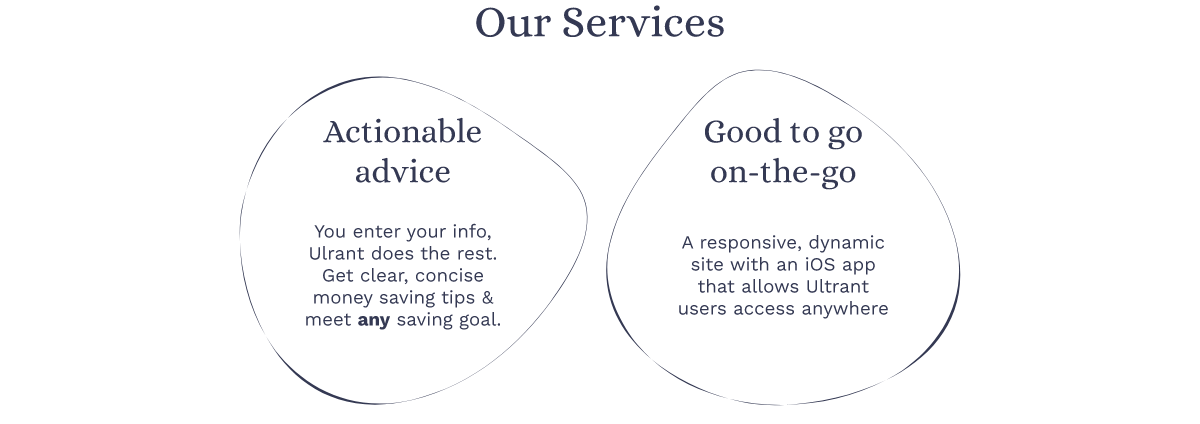 Our Services
Actionable
advice
You enter your info,
Ulrant does the rest.
Get clear, concise
money saving tips &
meet any saving goal.
Good to go
on-the-go
A responsive, dynamic
site with an iOS app
that allows Ultrant
users access anywhere